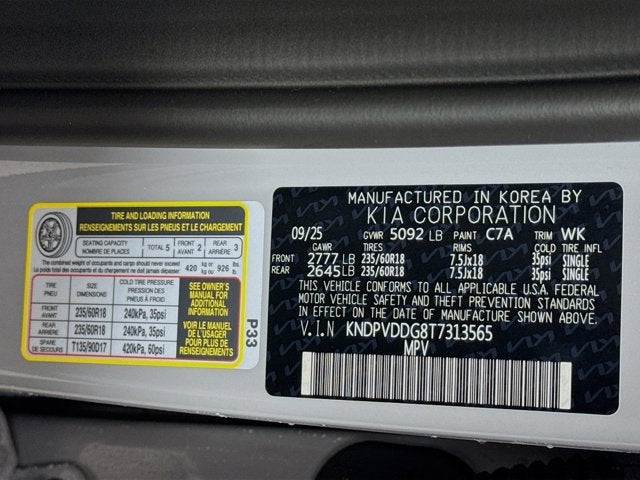 TIRE AND LOADING INFORMATION
RENSEIGNEMENTS SUR LES PNEUS ET LE CHARGEMENT
SEATING CAPACITY
NOMBRE DE PLACES
TOTAL 5
FRONT
AVANT 2
REAR
ARRIÈRE 3
The combined weight of occupants and cargo should never exceed
Le poids total des occupants et du chargement ne doit jamais dépasser
420 kg or
kg ou 926 lbs.
lb.
TIRE
PNEU
SIZE
DIMENSIONS
COLD TIRE PRESSURE
PRESSION DES
PNEUS À FROID
FRONT
AVANT
235/60R18
240kPa, 35psi
REAR
ARRIÈRE
235/60R18
240kPa, 35psi
SPARE
DE SECOURS
T135/90D17
420kPa, 60psi
SEE OWNER'S
MANUAL FOR
ADDITIONAL
INFORMATION
VOIR LE MANUEL
DE L'USAGER
POUR PLUS DE
RENSEIGNEMENTS
P33
MANUFACTURED IN KOREA BY
KIA CORPORATION
09/25 GVWR 5092 LB PAINT C7A TRIM WK
GAWR TIRES RIMS COLD TIRE INFL
FRONT 2777 LB 235/60R18 7.5Jx18 35psi SINGLE
REAR 2645 LB 235/60R18 7.5Jx18 35psi SINGLE
THIS VEHICLE CONFORMS TO ALL APPLICABLE U.S.A. FEDERAL
MOTOR VEHICLE SAFETY AND THEFT PREVENTION STANDARDS
IN EFFECT ON THE DATE OF MANUFACTURE SHOWN ABOVE.
V.I.N KNDPVDDG8T7313565
MPV